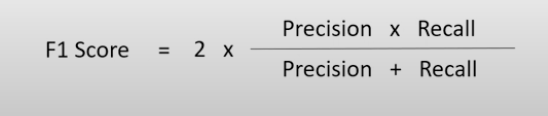 Precision x Recall
F1 Score = 2 x
Precision + Recall